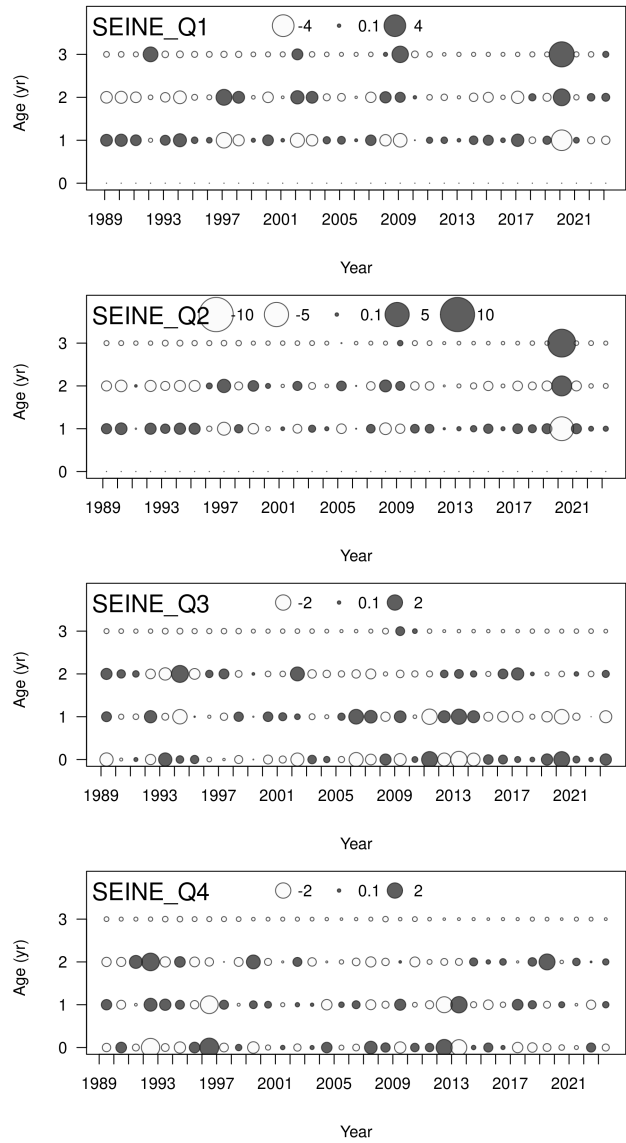 SEINE_Q1 -4 0.1 4
Age (yr)
3
2
1
0
1989 1993 1997 2001 2005 2009 2013 2017 2021
Year
SEINE_Q2 -10 -5 0.1 5 10
Age (yr)
3
2
1
0
1989 1993 1997 2001 2005 2009 2013 2017 2021
Year
SEINE_Q3 -2 0.1 2
Age (yr)
3
2
1
0
1989 1993 1997 2001 2005 2009 2013 2017 2021
Year
SEINE_Q4 -2 0.1 2
Age (yr)
3
2
1
0
1989 1993 1997 2001 2005 2009 2013 2017 2021
Year